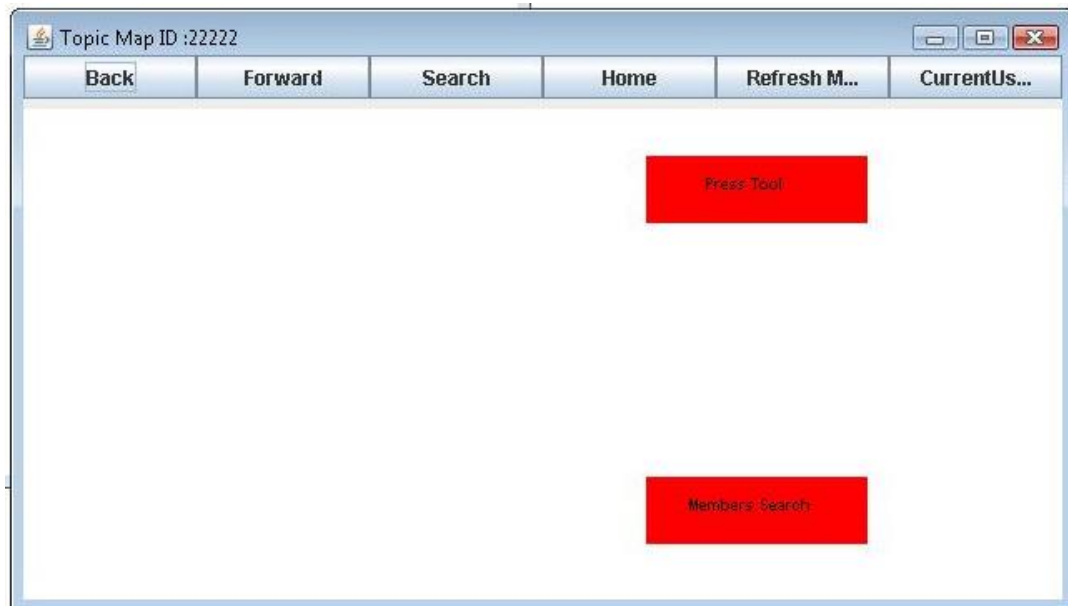 Topic Map ID :22222
Back Forward Search Home Refresh M... CurrentUs...
Press Tool
Members Search